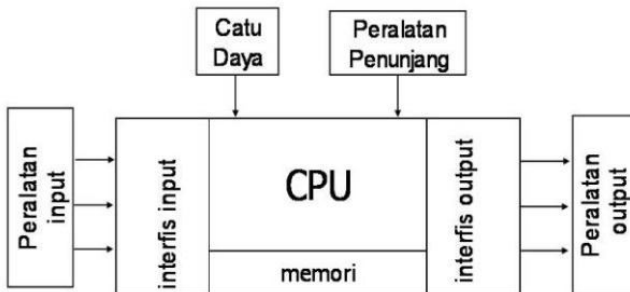 Catu
Daya
Peralatan
Penunjang
Peralatan
input
interfis input
CPU
memori
interfis output
Peralatan
output